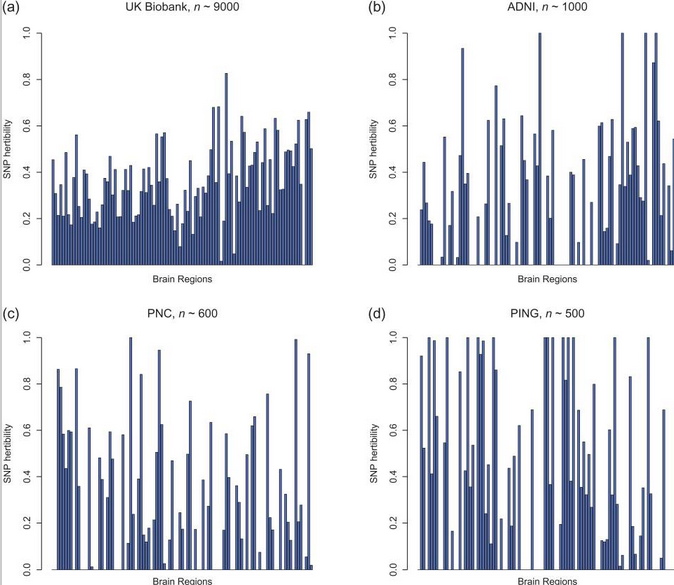 (a)
UK Biobank, n ~ 9000
SNP hertibility
0.0 0.2 0.4 0.6 0.8 1.0
Brain Regions
(b)
ADNI, n ~ 1000
SNP hertibility
0.0 0.2 0.4 0.6 0.8 1.0
Brain Regions
(c)
PNC, n ~ 600
SNP hertibility
0.0 0.2 0.4 0.6 0.8 1.0
Brain Regions
(d)
PING, n ~ 500
SNP hertibility
0.0 0.2 0.4 0.6 0.8 1.0
Brain Regions